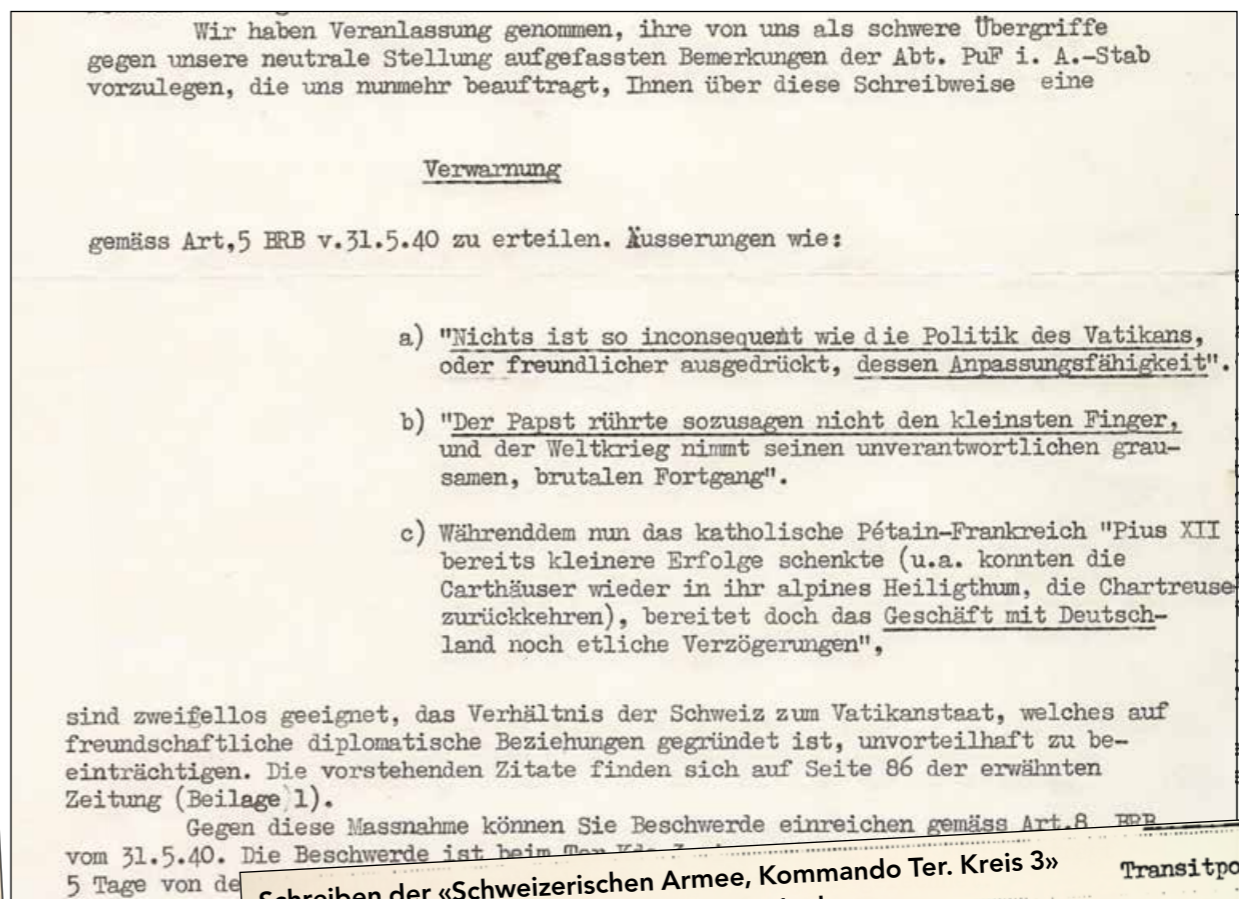 Wir haben Veranlassung genommen, ihre von uns als schwere Übergriffe
gegen unsere neutrale Stellung aufgefassten Bemerkungen der Abt. PuF i. A.-Stab
vorzulegen, die uns nunmehr beauftragt, Ihnen über diese Schreibweise eine
Verwarnung
gemäss Art,5 BRB v.31.5.40 zu erteilen. Äusserungen wie:
a) "Nichts ist so inconsequent wie die Politik des Vatikans,
oder freundlicher ausgedrückt, dessen Anpassungsfähigkeit".
b) "Der Papst rührte sozusagen nicht den kleinsten Finger,
und der Weltkrieg nimmt seinen unverantwortlichen grau-
samen, brutalen Fortgang".
c) Währenddem nun das katholische Pétain-Frankreich "Pius XII
bereits kleinere Erfolge schenkte (u.a. konnten die
Carthäuser wieder in ihr alpines Heiligthum, die Chartreuse
zurückkehren), bereitet doch das Geschäft mit Deutsch-
land noch etliche Verzögerungen",
sind zweifellos geeignet, das Verhältnis der Schweiz zum Vatikanstaat, welches auf
freundschaftliche diplomatische Beziehungen gegründet ist, unvorteilhaft zu be-
einträchtigen. Die vorstehenden Zitate finden sich auf Seite 86 der erwähnten
Zeitung (Beilage 1).
Gegen diese Massnahme können Sie Beschwerde einreichen gemäss Art.8 BRB
vom 31.5.40. Die Beschwerde ist beim Ter
5 Tage von de
Schreiben der «Schweizerischen Armee, Kommando Ter. Kreis 3»
Transitpo